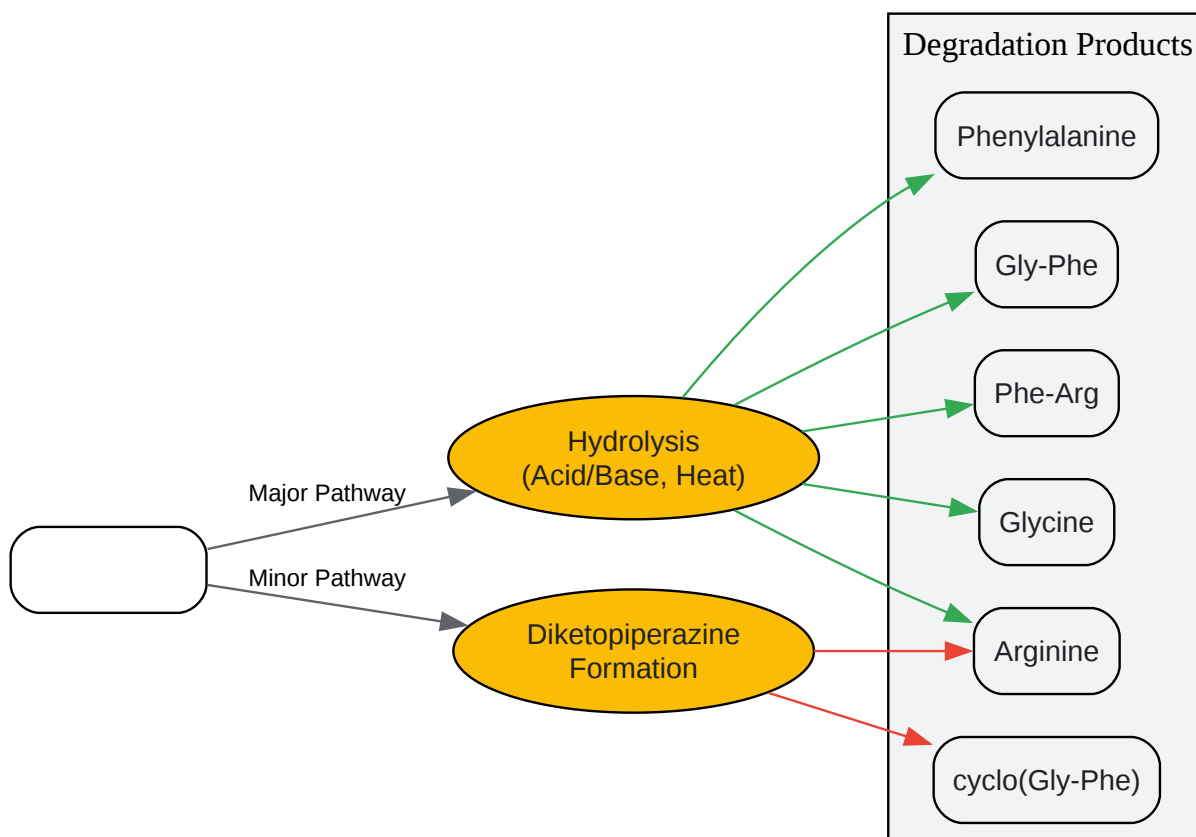 Degradation Products
Phenylalanine
Gly-Phe
Phe-Arg
Hydrolysis
(Acid/Base, Heat)
Major Pathway
Glycine
Minor Pathway
Diketopiperazine
Formation
Arginine
cyclo(Gly-Phe)